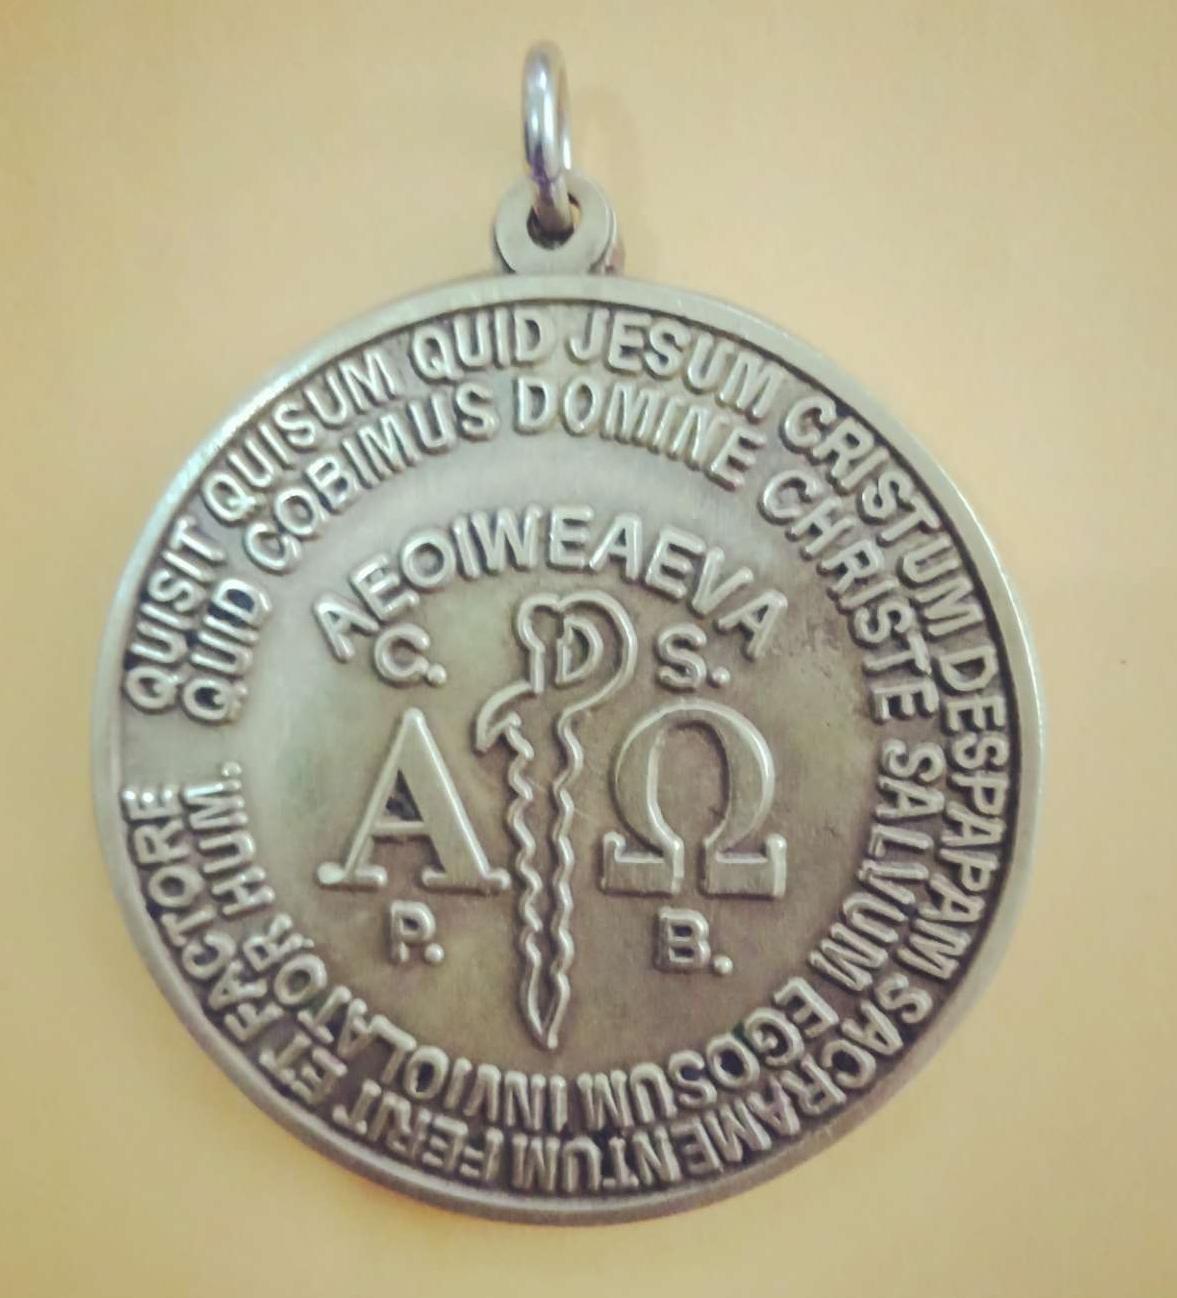 QUISIT QUISUM QUID JESUM CRISTUM DESPAPAM SACRAMENTUM FERIT ET FACTORE
QUID COBIMUS DOMINE CHRISTE SALVUM EGOSUM INVIOLATOR HUM.
AEOIWEAEVA
C. D S.
Α Ω
P. B.